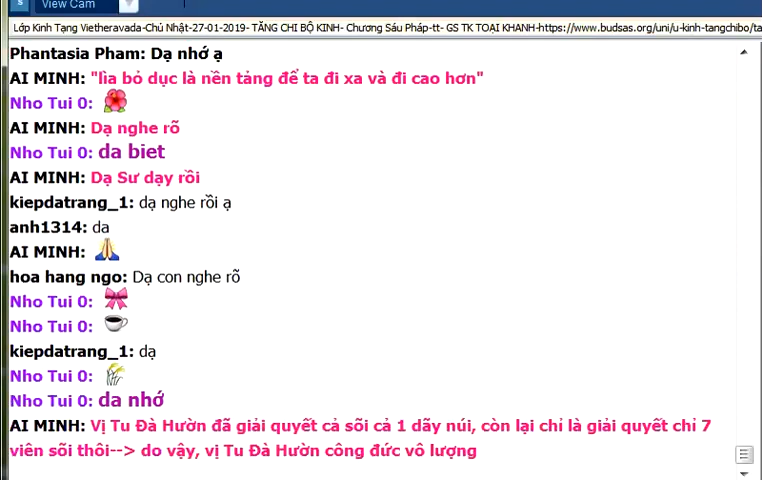 View Cam
Lớp Kinh Tạng Vietheravada-Chủ Nhật-27-01-2019- TĂNG CHI BỘ KINH- Chương Sáu Pháp-tt- GS TK TOẠI KHANH-https://www.budsas.org/uni/u-kinh-tangchibo/ta
Phantasia Pham: Dạ nhớ ạ
AI MINH: "lìa bỏ dục là nền tảng để ta đi xa và đi cao hơn"
Nho Tui 0:
AI MINH: Dạ nghe rõ
Nho Tui 0: da biet
AI MINH: Dạ Sư dạy rồi
kiepdatrang_1: dạ nghe rồi ạ
anh1314: da
AI MINH:
hoa hang ngo: Dạ con nghe rõ
Nho Tui 0:
Nho Tui 0:
kiepdatrang_1: dạ
Nho Tui 0:
Nho Tui 0: da nhớ
AI MINH: Vị Tu Đà Hườn đã giải quyết cả sõi cả 1 dãy núi, còn lại chỉ là giải quyết chỉ 7
viên sõi thôi--> do vậy, vị Tu Đà Hườn công đức vô lượng